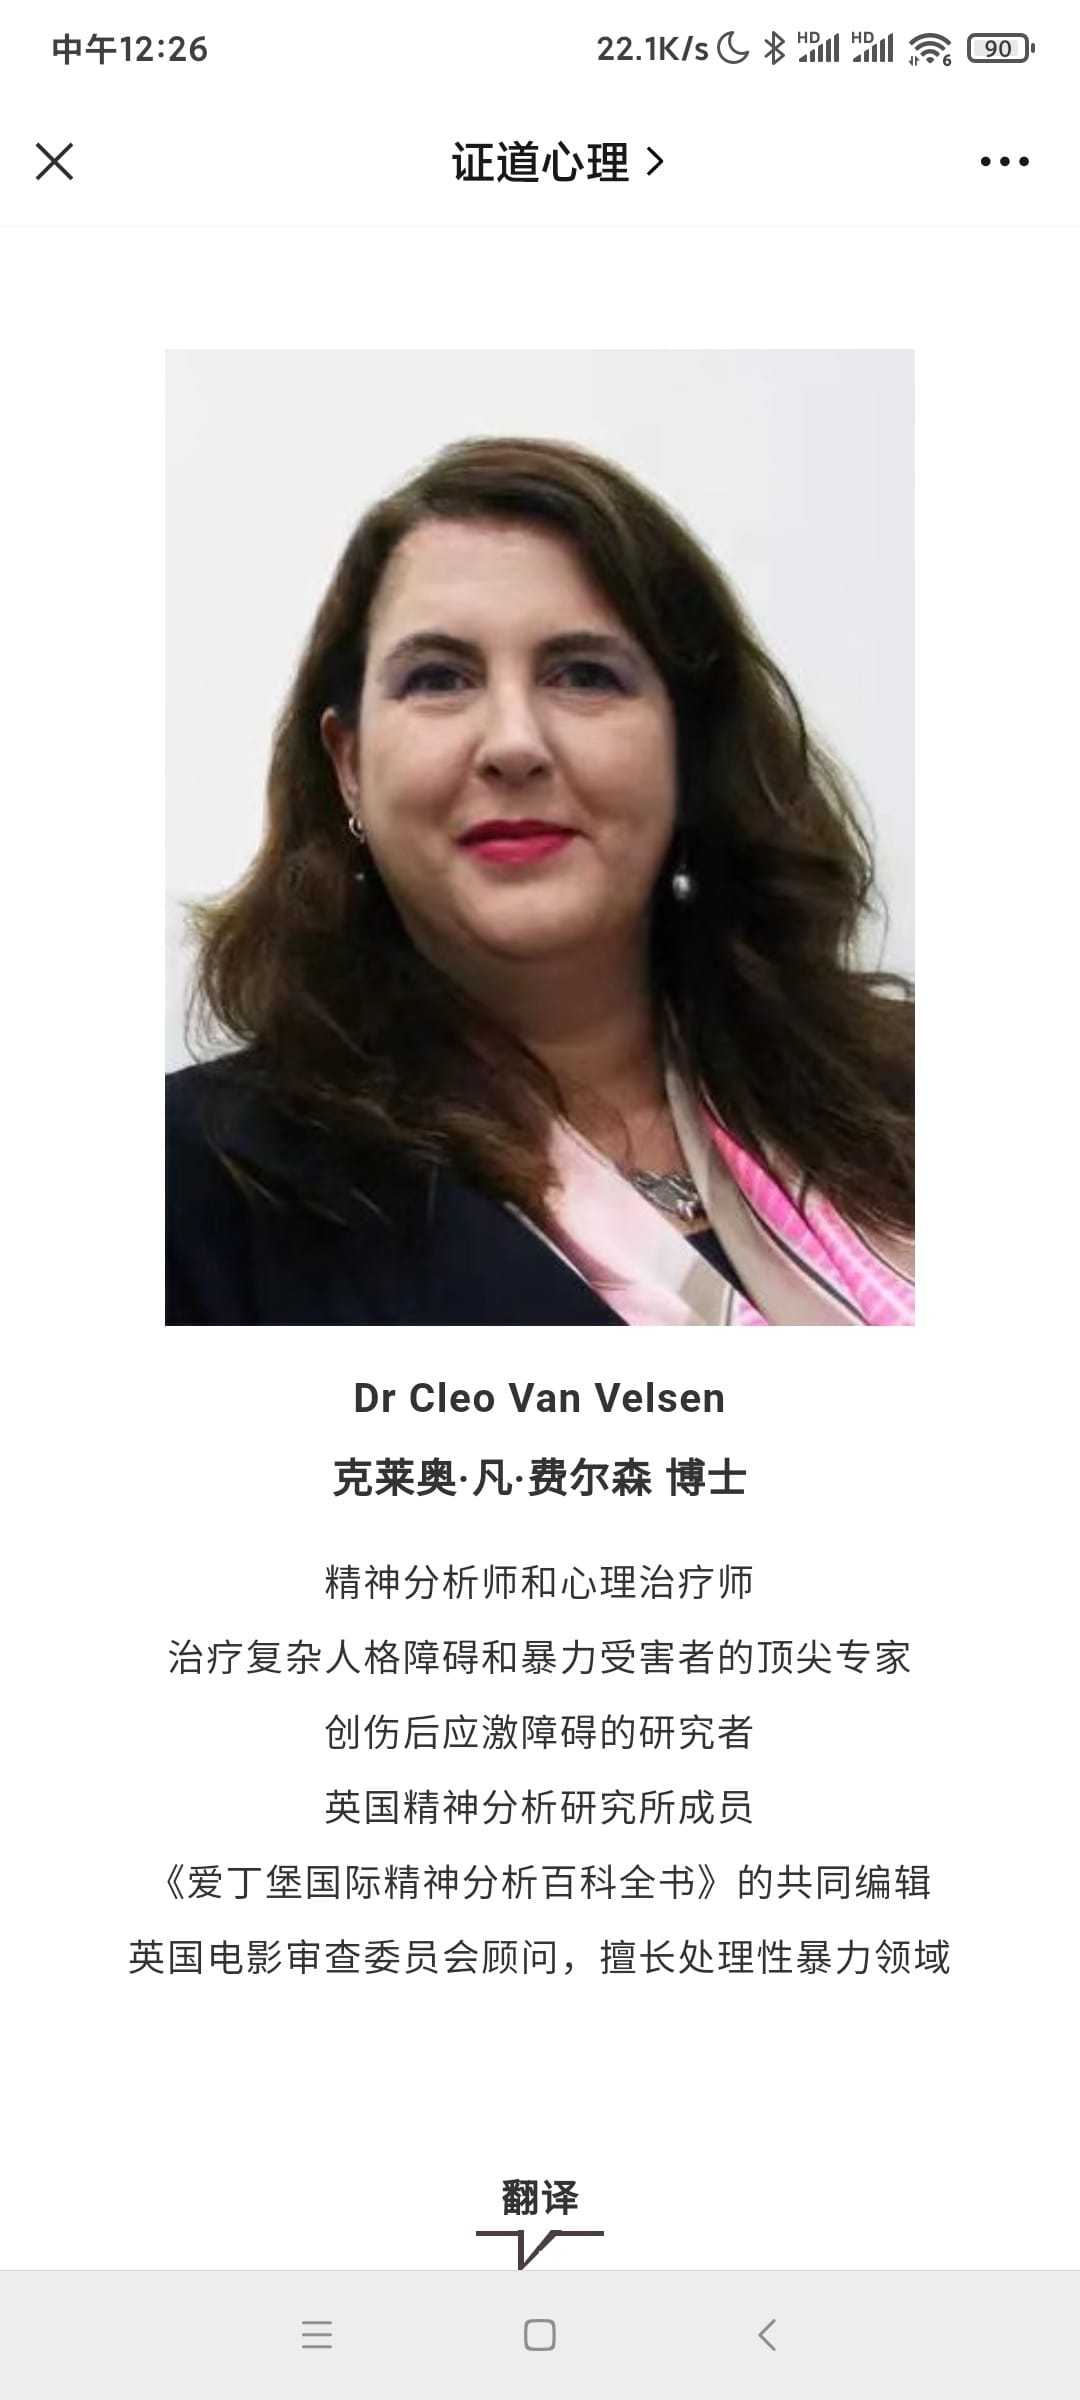 中午12:26
22.1K/s HD HD 6 90
证道心理
Dr Cleo Van Velsen
克莱奥·凡·费尔森 博士
精神分析师和心理治疗师
治疗复杂人格障碍和暴力受害者的顶尖专家
创伤后应激障碍的研究者
英国精神分析研究所成员
《爱丁堡国际精神分析百科全书》的共同编辑
英国电影审查委员会顾问，擅长处理性暴力领域
翻译